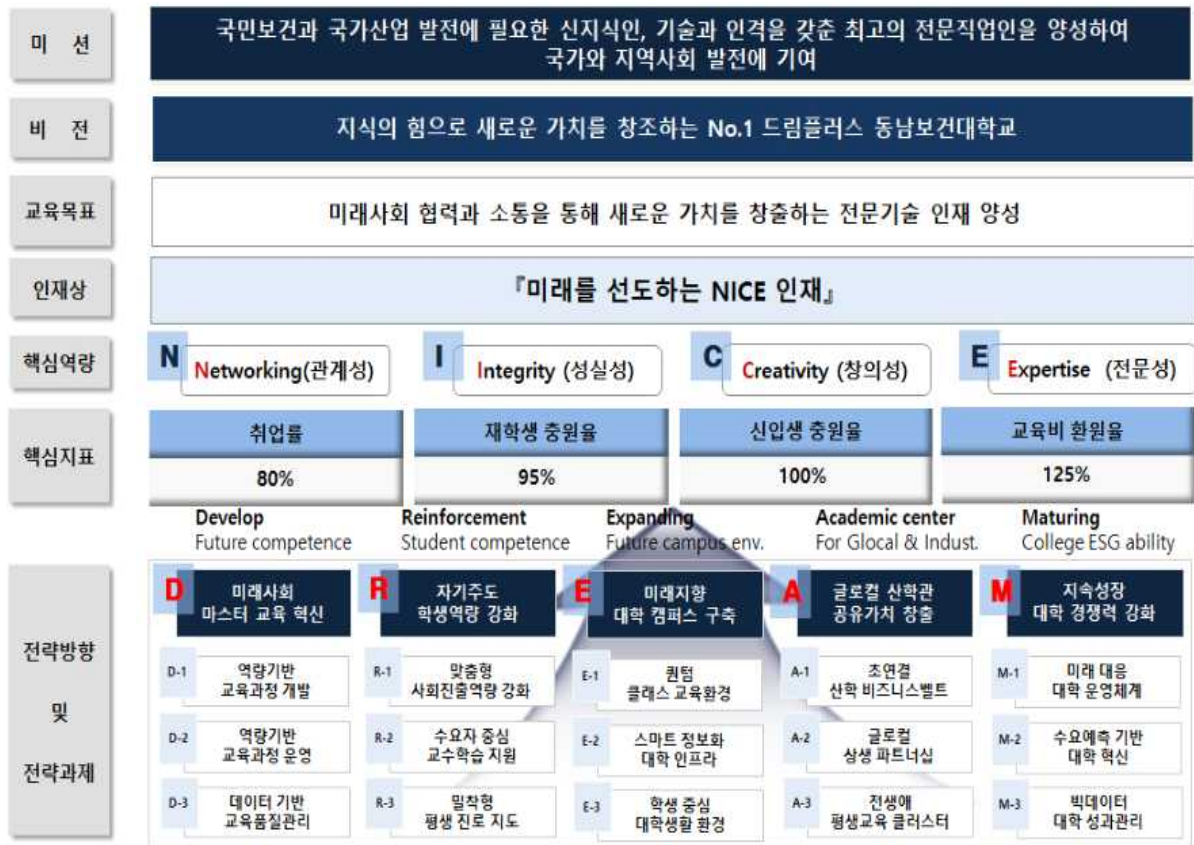 미 션
국민보건과 국가산업 발전에 필요한 신지식인, 기술과 인격을 갖춘 최고의 전문직업인을 양성하여
국가와 지역사회 발전에 기여
비 전
지식의 힘으로 새로운 가치를 창조하는 No.1 드림플러스 동남보건대학교
교육목표
미래사회 협력과 소통을 통해 새로운 가치를 창출하는 전문기술 인재 양성
인재상
『미래를 선도하는 NICE 인재』
핵심역량
N
Networking(관계성)
I
Integrity (성실성)
C
Creativity (창의성)
E
Expertise (전문성)
핵심지표
취업률
재학생 충원율
신입생 충원율
교육비 환원율
80%
95%
100%
125%
Develop
Future competence
Reinforcement
Student competence
Expanding
Future campus env.
Academic center
For Glocal & Indust.
Maturing
College ESG ability
전략방향
및
전략과제
D
미래사회
마스터 교육 혁신
R
자기주도
학생역량 강화
E
미래지향
대학 캠퍼스 구축
A
글로컬 산학관
공유가치 창출
M
지속성장
대학 경쟁력 강화
D-1
역량기반
교육과정 개발
R-1
맞춤형
사회진출역량 강화
E-1
퀀텀
클래스 교육환경
A-1
초연결
산학 비즈니스벨트
M-1
미래 대응
대학 운영체계
D-2
역량기반
교육과정 운영
R-2
수요자 중심
교수학습 지원
E-2
스마트 정보화
대학 인프라
A-2
글로컬
상생 파트너십
M-2
수요예측 기반
대학 혁신
D-3
데이터 기반
교육품질관리
R-3
밀착형
평생 진로 지도
E-3
학생 중심
대학생활 환경
A-3
전생애
평생교육 클러스터
M-3
빅데이터
대학 성과관리